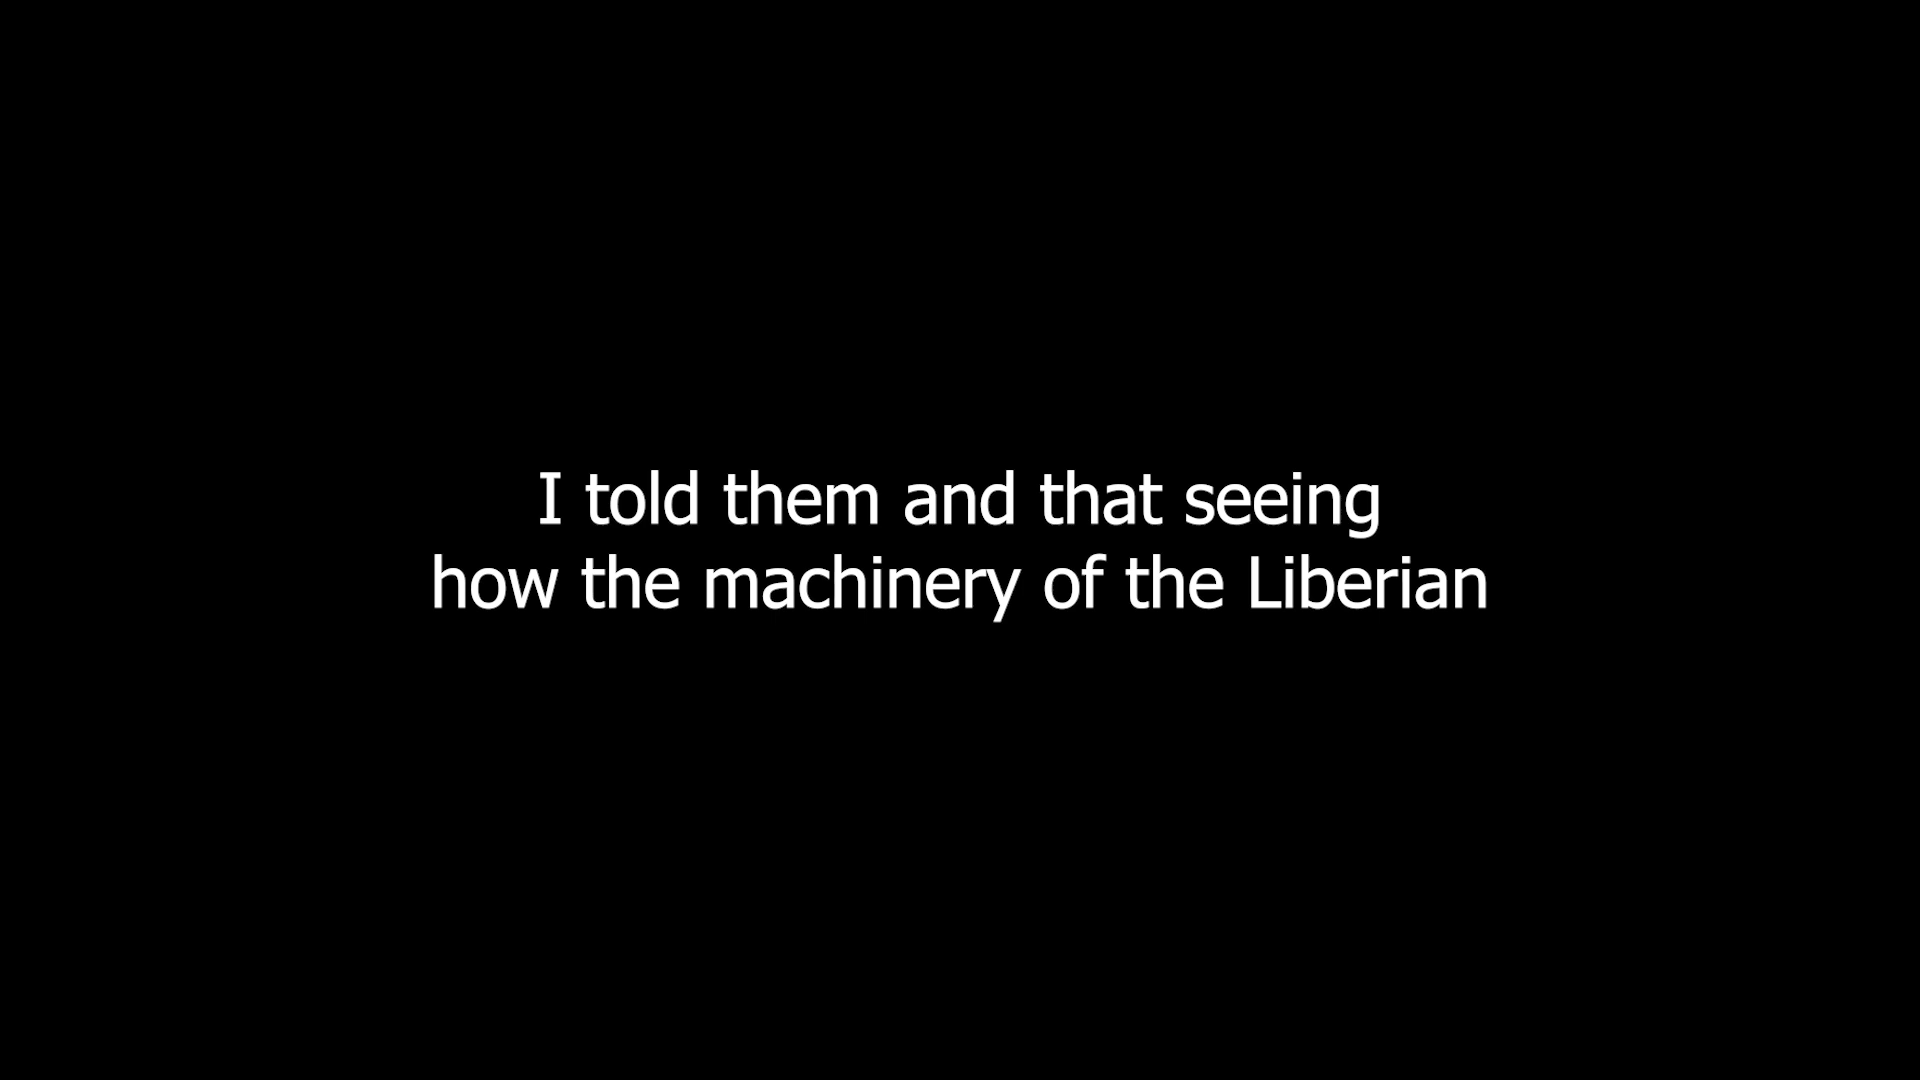 I told them and that seeing
how the machinery of the Liberian